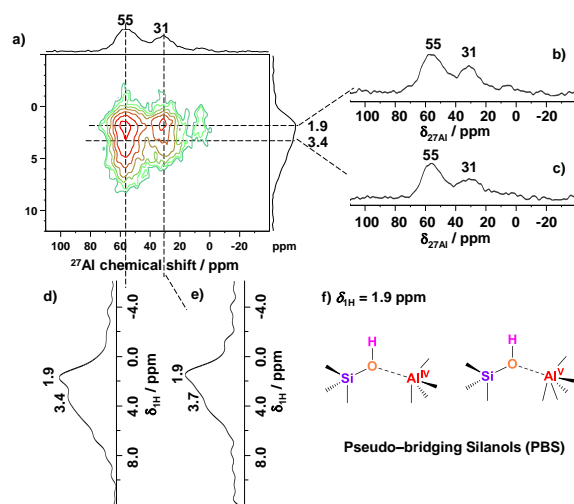 a)
55
31
0
5
10
1.9
3.4
100 80 60 40 20 0 -20 ppm
²⁷Al chemical shift / ppm
b)
55
31
100 80 60 40 20 0 -20
δ27Al / ppm
c)
55
31
100 80 60 40 20 0 -20
δ27Al / ppm
d)
1.9
3.4
e)
1.9
3.7
-4.0
0.0
4.0
8.0
δ1H / ppm
-4.0
0.0
4.0
8.0
δ1H / ppm
f) δ1H = 1.9 ppm
H
O
Si
AlIV
H
O
Si
AlV
Pseudo–bridging Silanols (PBS)